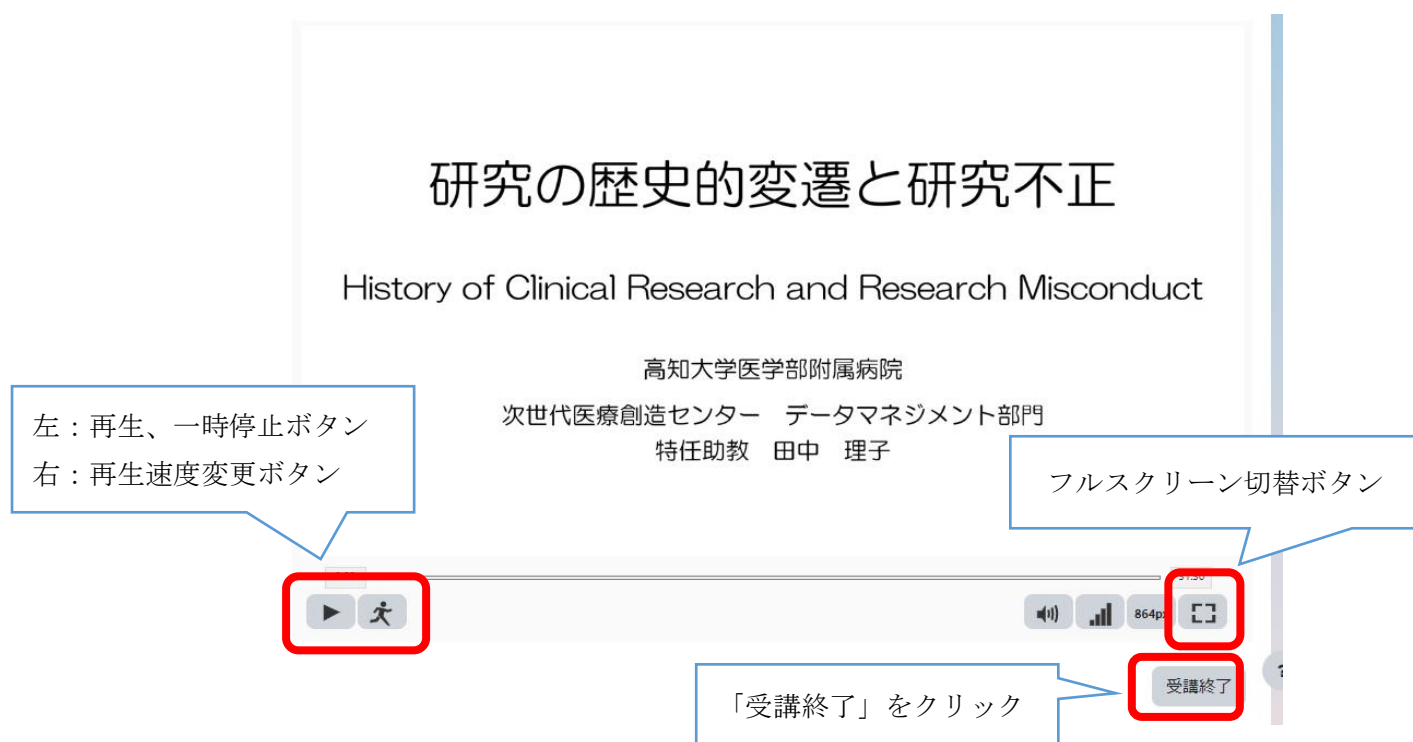 研究の歴史的変遷と研究不正
History of Clinical Research and Research Misconduct
高知大学医学部附属病院
次世代医療創造センター　データマネジメント部門
特任助教　田中　理子
左：再生、一時停止ボタン
右：再生速度変更ボタン
フルスクリーン切替ボタン
864p
受講終了
「受講終了」をクリック